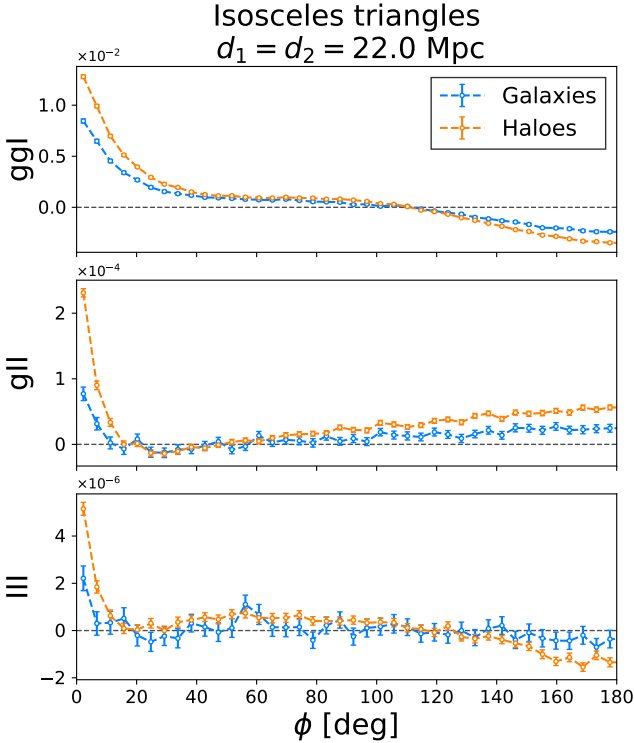 Isosceles triangles
d₁ = d₂ = 22.0 Mpc
×10⁻²
Galaxies
Haloes
1.0
0.5
0.0
ggI
×10⁻⁴
2
1
0
gII
×10⁻⁶
4
2
0
−2
III
0 20 40 60 80 100 120 140 160 180
ϕ [deg]